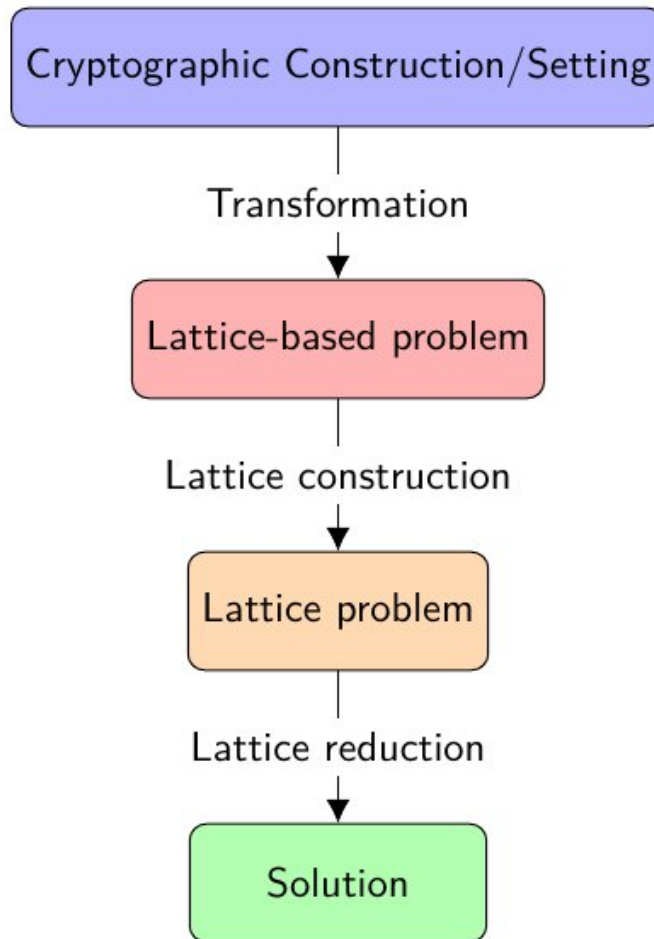 Cryptographic Construction/Setting
Transformation
Lattice-based problem
Lattice construction
Lattice problem
Lattice reduction
Solution